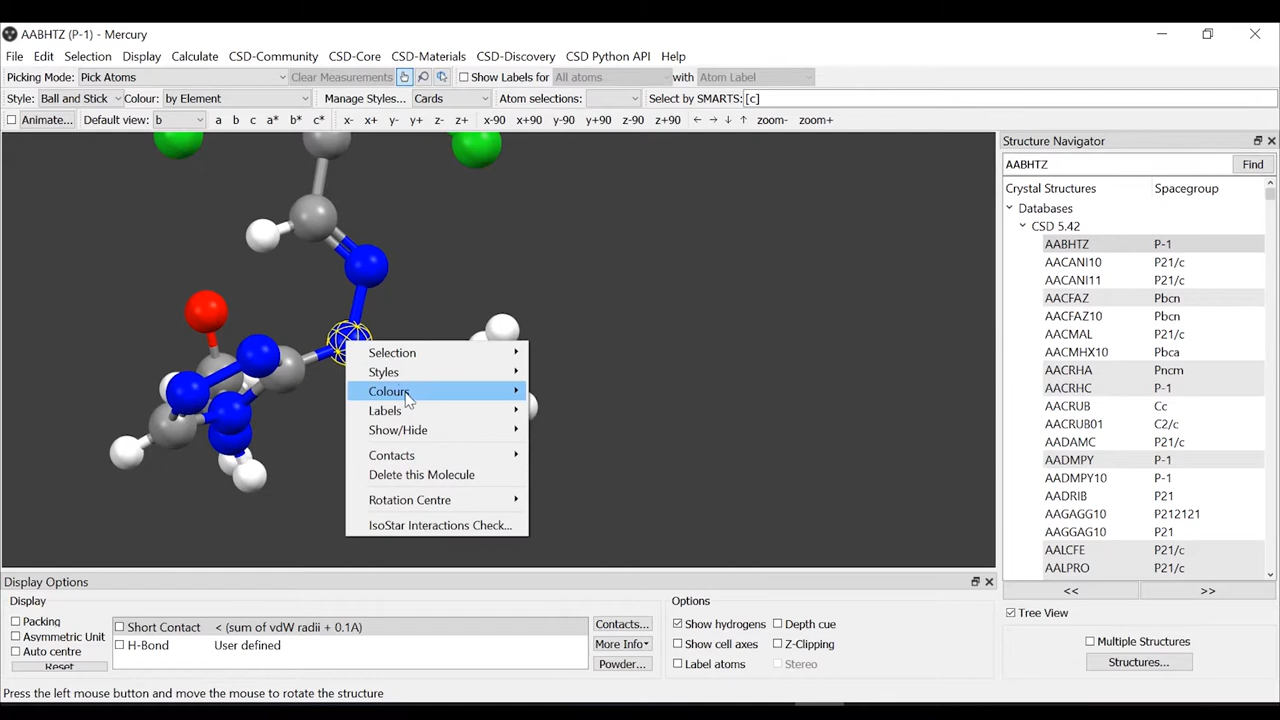 AABHTZ (P-1) - Mercury
File Edit Selection Display Calculate CSD-Community CSD-Core CSD-Materials CSD-Discovery CSD Python API Help
Picking Mode: Pick Atoms Clear Measurements Show Labels for All atoms with Atom Label
Style: Ball and Stick Colour: by Element Manage Styles... Cards Atom selections: Select by SMARTS: [c]
Animate... Default view: b a b c a* b* c* x- x+ y- y+ z- z+ x-90 x+90 y-90 y+90 z-90 z+90 ← → ↓ ↑ zoom- zoom+
Structure Navigator
AABHTZ Find
Crystal Structures Spacegroup
Databases
CSD 5.42
AABHTZ P-1
AACANI10 P21/c
AACANI11 P21/c
AACFAZ Pbcn
AACFAZ10 Pbcn
AACMAL P21/c
AACMHX10 P21/c
AACRHA Pncm
AACRHC P-1
AACRUB Cc
AACRUB01 C2/c
AADAMC P21/c
AADMPY P-1
AADMPY10 P-1
AADRIB P21
AAGAGG10 P212121
AAGGAG10 P21
AALCFE P21/c
AALPRO P21/c
<< >>
Tree View
Multiple Structures
Structures...
Selection
Styles
Colours
Labels
Show/Hide
Contacts
Delete this Molecule
Rotation Centre
IsoStar Interactions Check...
Display Options
Display
Packing
Asymmetric Unit
Auto centre
Reset
Short Contact < (sum of vdW radii + 0.1A)
H-Bond User defined
Contacts...
More Info
Powder...
Options
Show hydrogens Depth cue
Show cell axes Z-Clipping
Label atoms Stereo
Press the left mouse button and move the mouse to rotate the structure